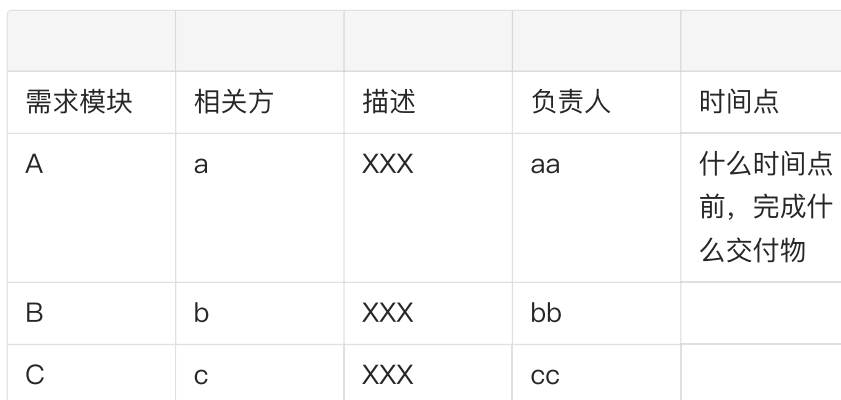 需求模块 相关方 描述 负责人 时间点
A a XXX aa 什么时间点
前，完成什
么交付物
B b XXX bb
C c XXX cc